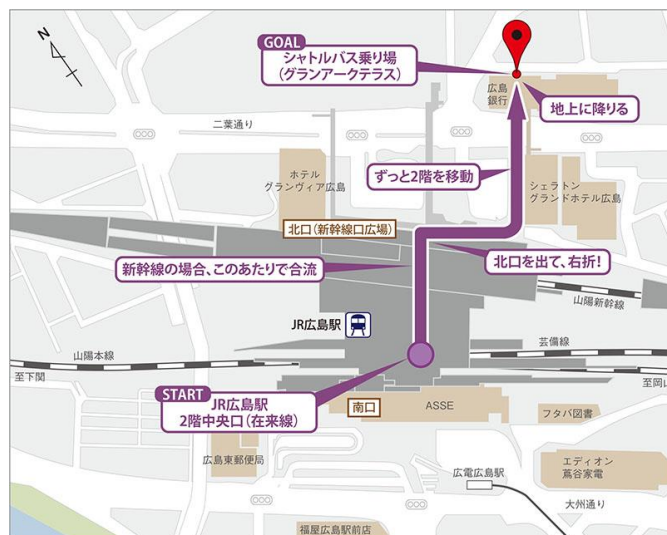 N
GOAL
シャトルバス乗り場
(グランアークテラス)
広島
銀行
地上に降りる
二葉通り
ホテル
グランヴィア広島
ずっと2階を移動
シェラトン
グランドホテル広島
北口(新幹線口広場)
新幹線の場合、このあたりで合流
北口を出て、右折!
山陽新幹線
JR広島駅
山陽本線
芸備線
至下関
至岡山
START
JR広島駅
2階中央口(在来線)
南口
ASSE
フタバ図書
広島東郵便局
広電広島駅
エディオン
蔦谷家電
大州通り
福屋広島駅前店